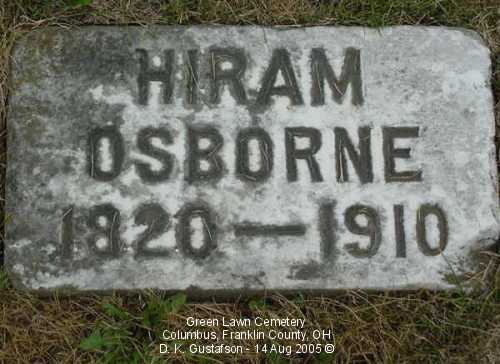 HIRAM
OSBORNE
1820—1910
Green Lawn Cemetery
Columbus, Franklin County, OH
D. K. Gustafson - 14 Aug 2005 ©